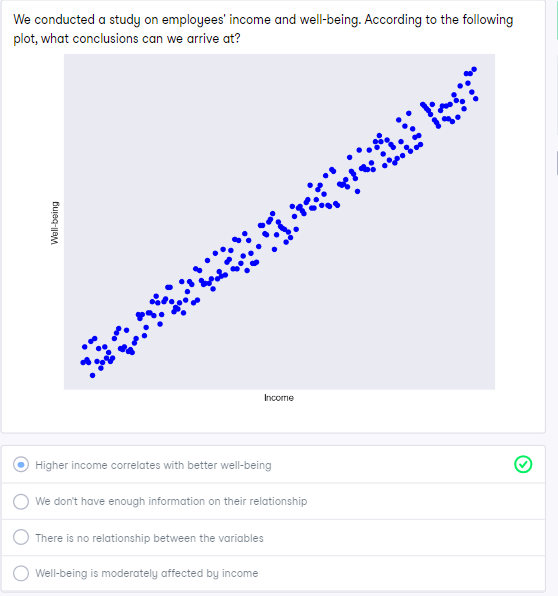 We conducted a study on employees' income and well-being. According to the following
plot, what conclusions can we arrive at?
Well-being
Income
Higher income correlates with better well-being
We don't have enough information on their relationship
There is no relationship between the variables
Well-being is moderately affected by income